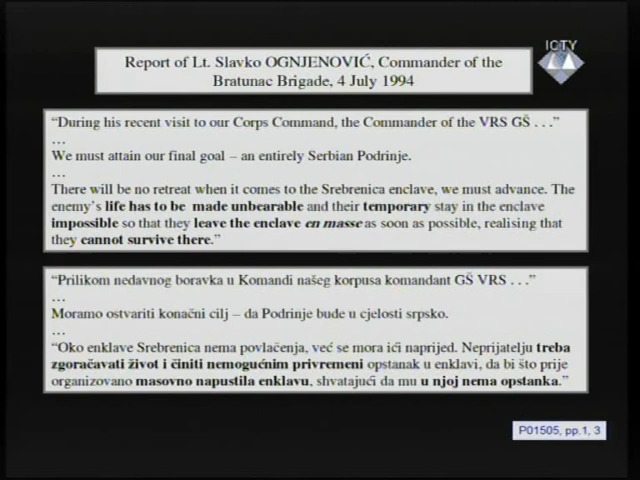 ICTY
Report of Lt. Slavko OGNJENOVIĆ, Commander of the
Bratunac Brigade, 4 July 1994
“During his recent visit to our Corps Command, the Commander of the VRS GŠ . . .”
…
We must attain our final goal – an entirely Serbian Podrinje.
…
There will be no retreat when it comes to the Srebrenica enclave, we must advance. The
enemy's life has to be made unbearable and their temporary stay in the enclave
impossible so that they leave the enclave en masse as soon as possible, realising that
they cannot survive there.”
“Prilikom nedavnog boravka u Komandi našeg korpusa komandant GŠ VRS . . .”
…
Moramo ostvariti konačni cilj – da Podrinje bude u cjelosti srpsko.
…
“Oko enklave Srebrenica nema povlačenja, već se mora ići naprijed. Neprijatelju treba
zgoračavati život i činiti nemogućnim privremeni opstanak u enklavi, da bi što prije
organizovano masovno napustila enklavu, shvatajući da mu u njoj nema opstanka.”
P01505, pp.1, 3